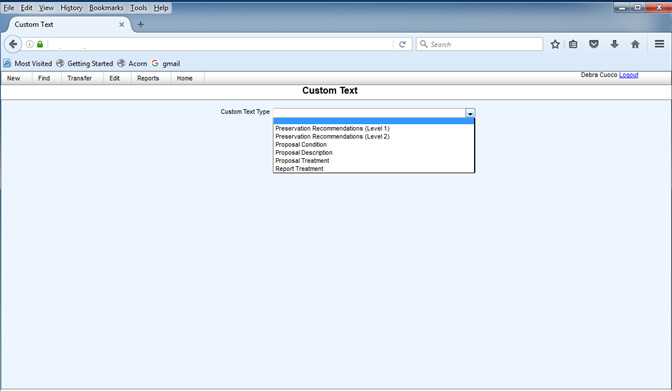 File Edit View History Bookmarks Tools Help
Custom Text
Search
Most Visited Getting Started Acorn gmail
New Find Transfer Edit Reports Home Debra Cuoco Logout
Custom Text
Custom Text Type
Preservation Recommendations (Level 1)
Preservation Recommendations (Level 2)
Proposal Condition
Proposal Description
Proposal Treatment
Report Treatment